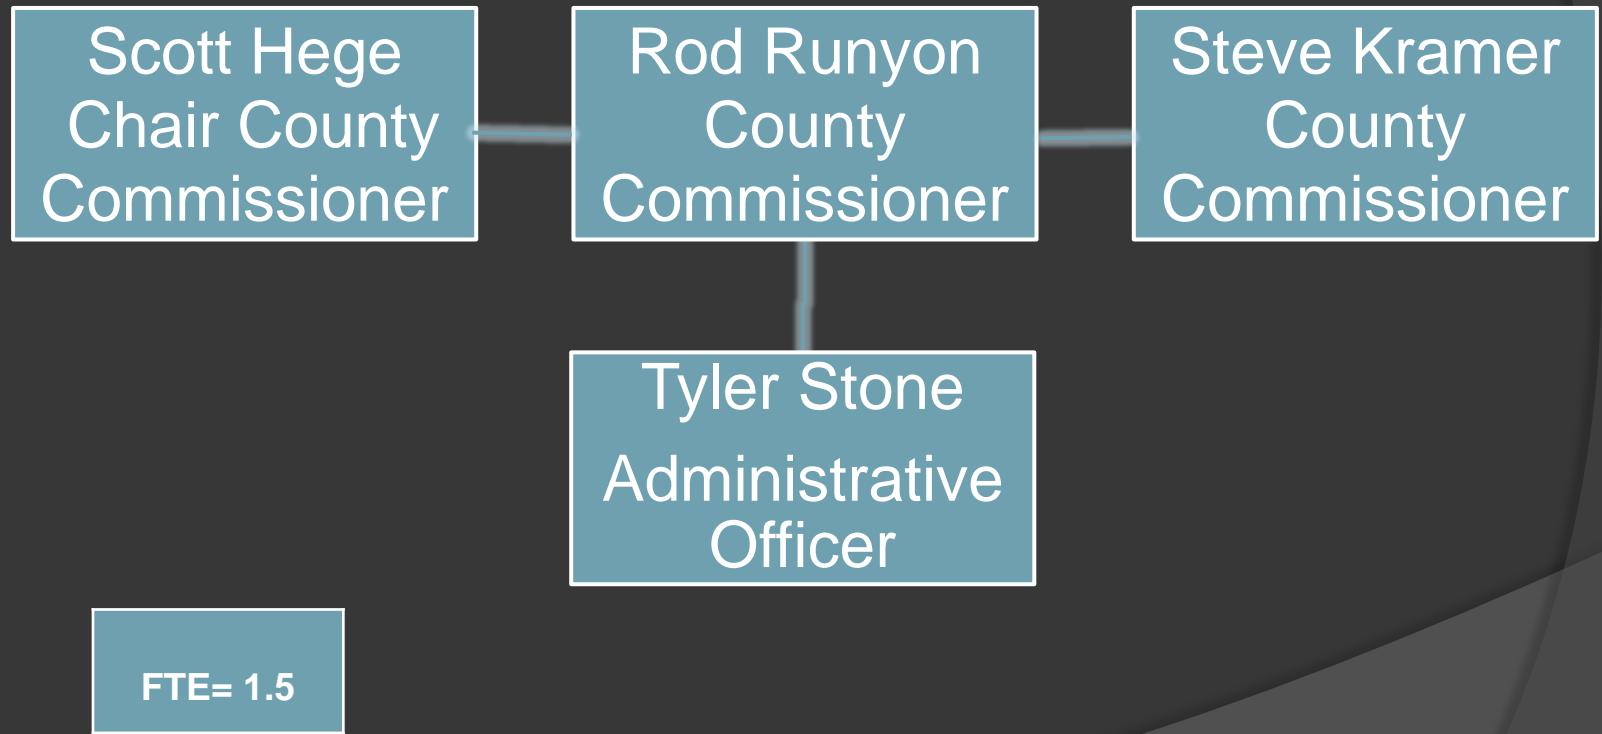 Scott Hege
Chair County
Commissioner
Rod Runyon
County
Commissioner
Steve Kramer
County
Commissioner
Tyler Stone
Administrative
Officer
FTE= 1.5